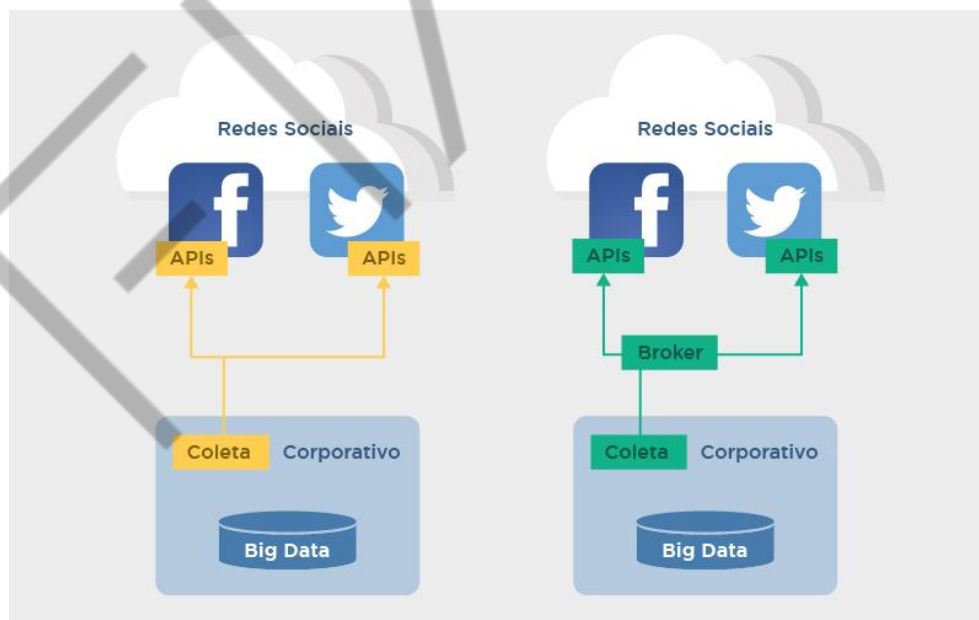 Redes Sociais
APIs
APIs
Coleta
Corporativo
Big Data
Redes Sociais
APIs
APIs
Broker
Coleta
Corporativo
Big Data